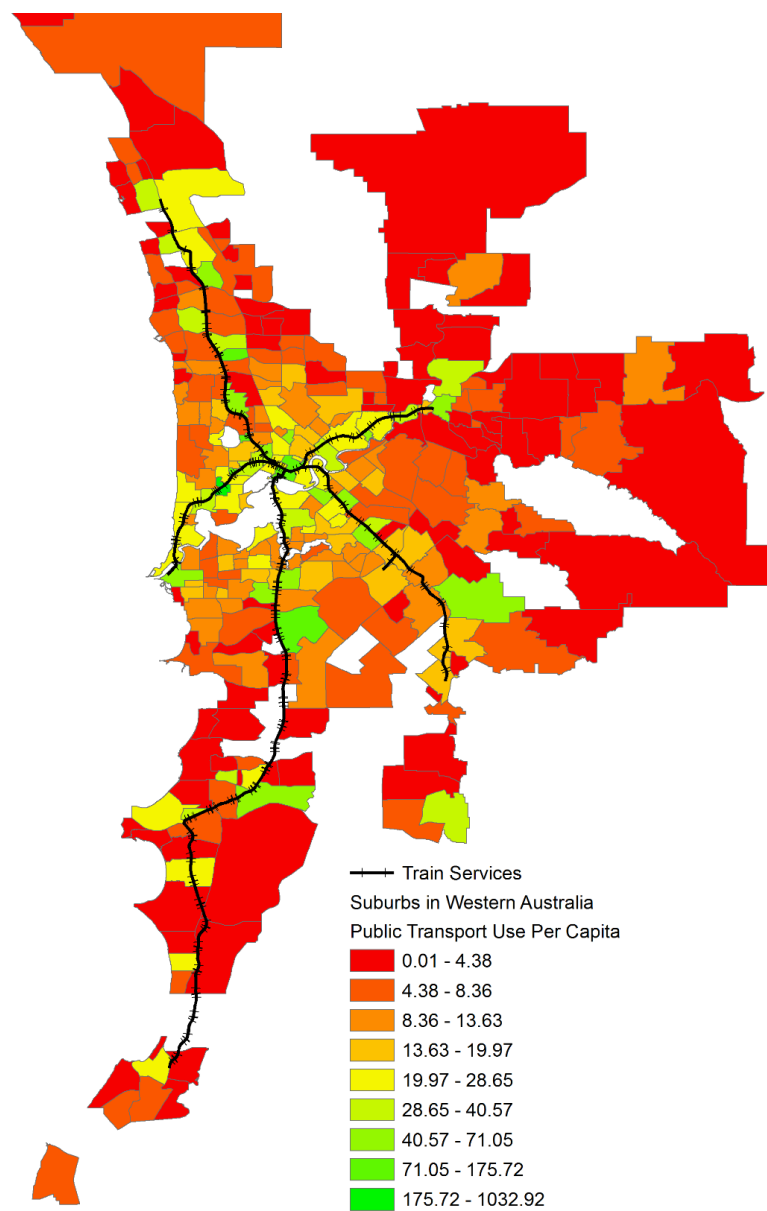 Train Services
Suburbs in Western Australia
Public Transport Use Per Capita
0.01 - 4.38
4.38 - 8.36
8.36 - 13.63
13.63 - 19.97
19.97 - 28.65
28.65 - 40.57
40.57 - 71.05
71.05 - 175.72
175.72 - 1032.92